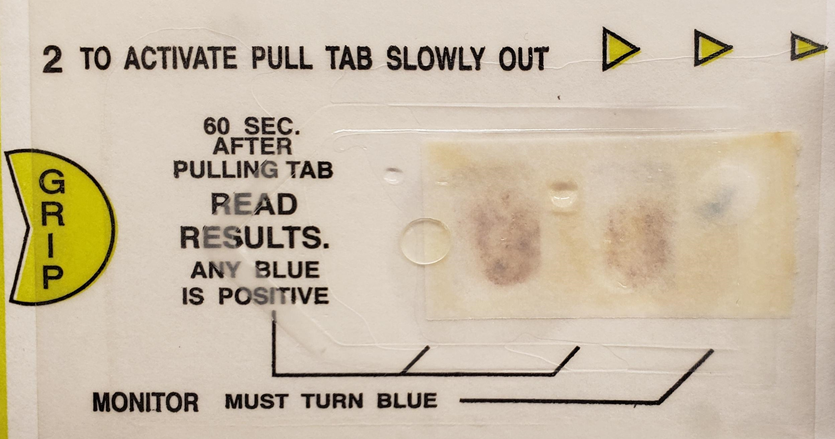 2 TO ACTIVATE PULL TAB SLOWLY OUT
60 SEC.
AFTER
PULLING TAB
READ
RESULTS.
ANY BLUE
IS POSITIVE
GRIP
MONITOR MUST TURN BLUE